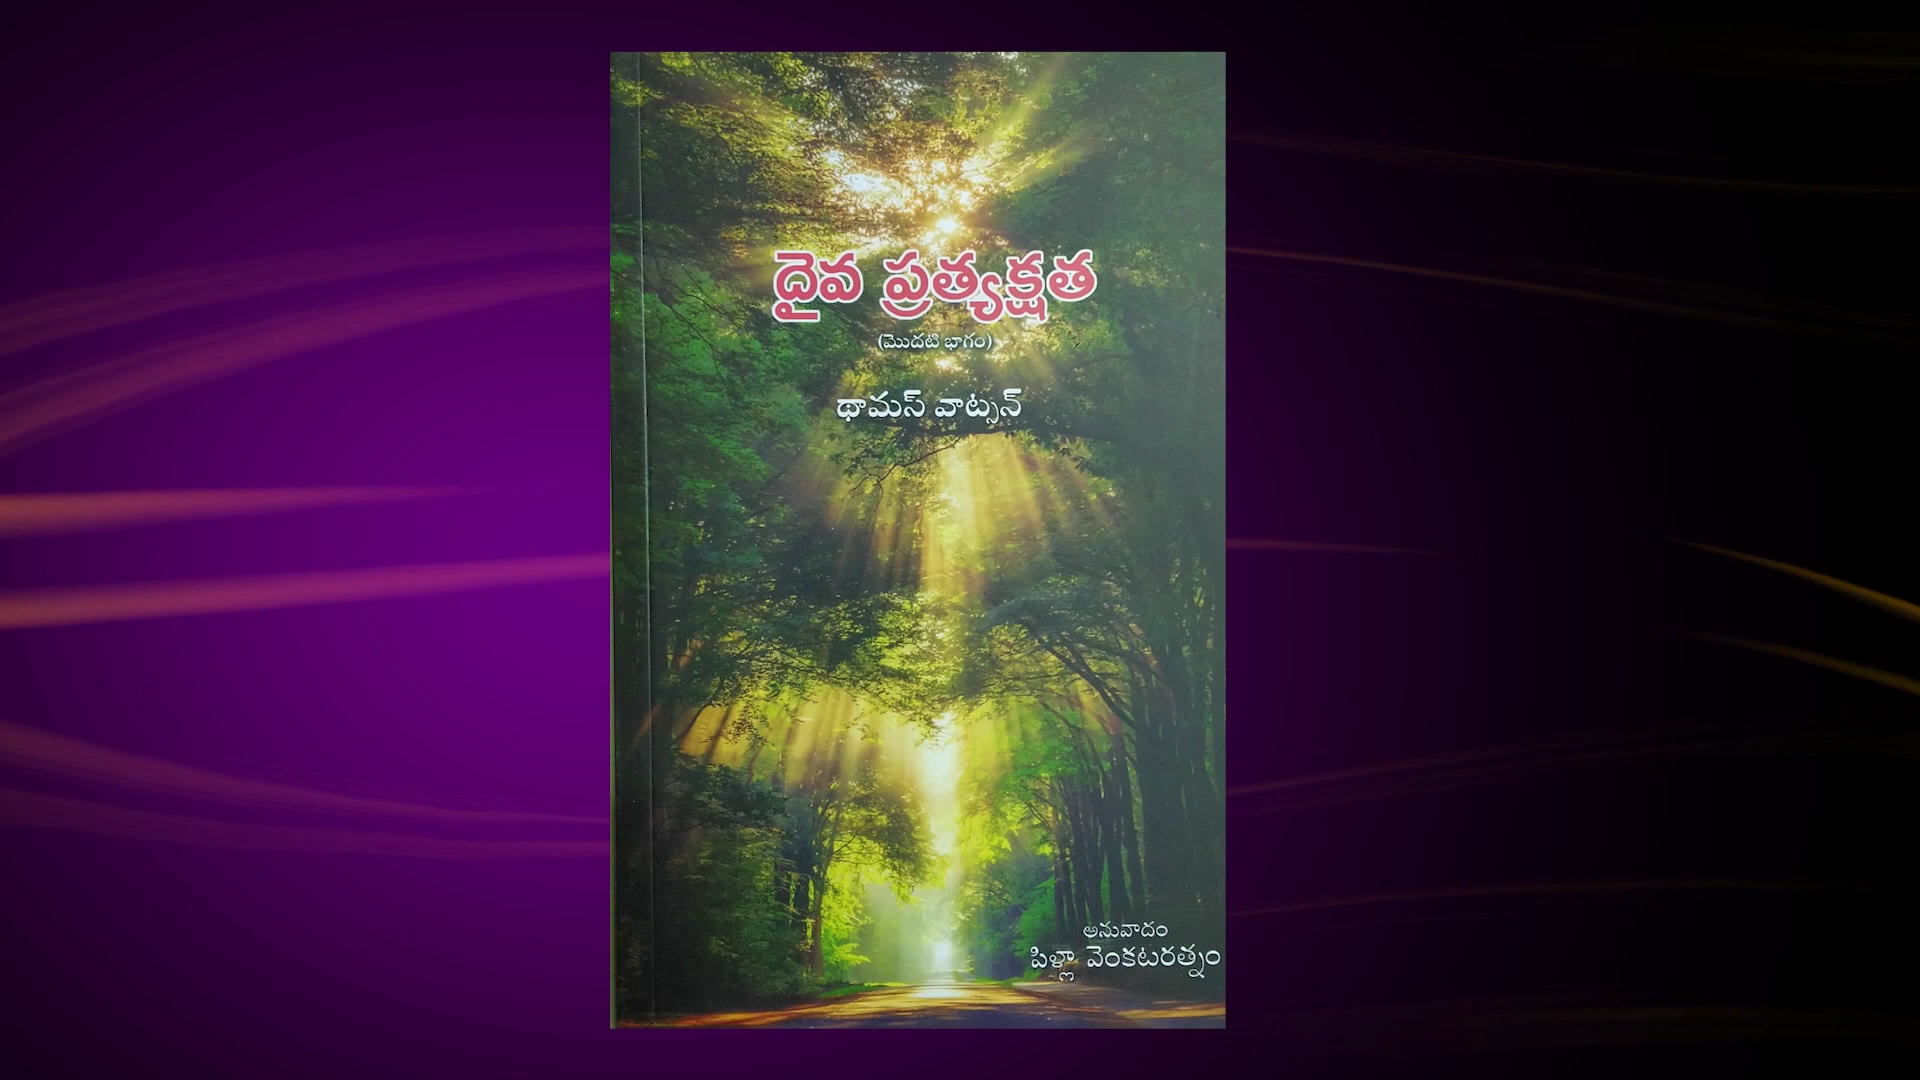 దైవ ప్రత్యక్షత
(మొదటి భాగం)
థామస్ వాట్సన్
అనువాదం
పిళ్లా వెంకటరత్నం